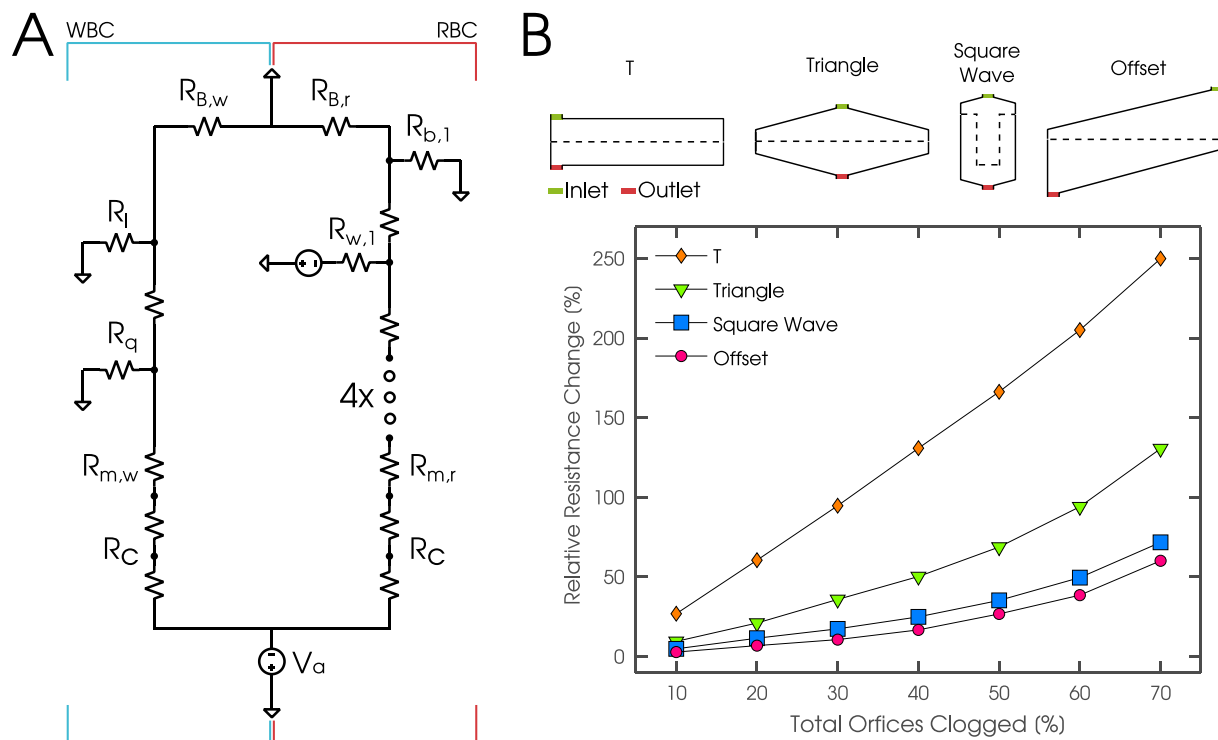 A
WBC
RBC
R_B,w
R_B,r
R_b,1
R_l
R_w,1
R_q
4x
R_m,w
R_m,r
R_C
R_C
V_a
B
T
Triangle
Square
Wave
Offset
Inlet
Outlet
T
Triangle
Square Wave
Offset
Relative Resistance Change (%)
250
200
150
100
50
0
10 20 30 40 50 60 70
Total Orfices Clogged (%)